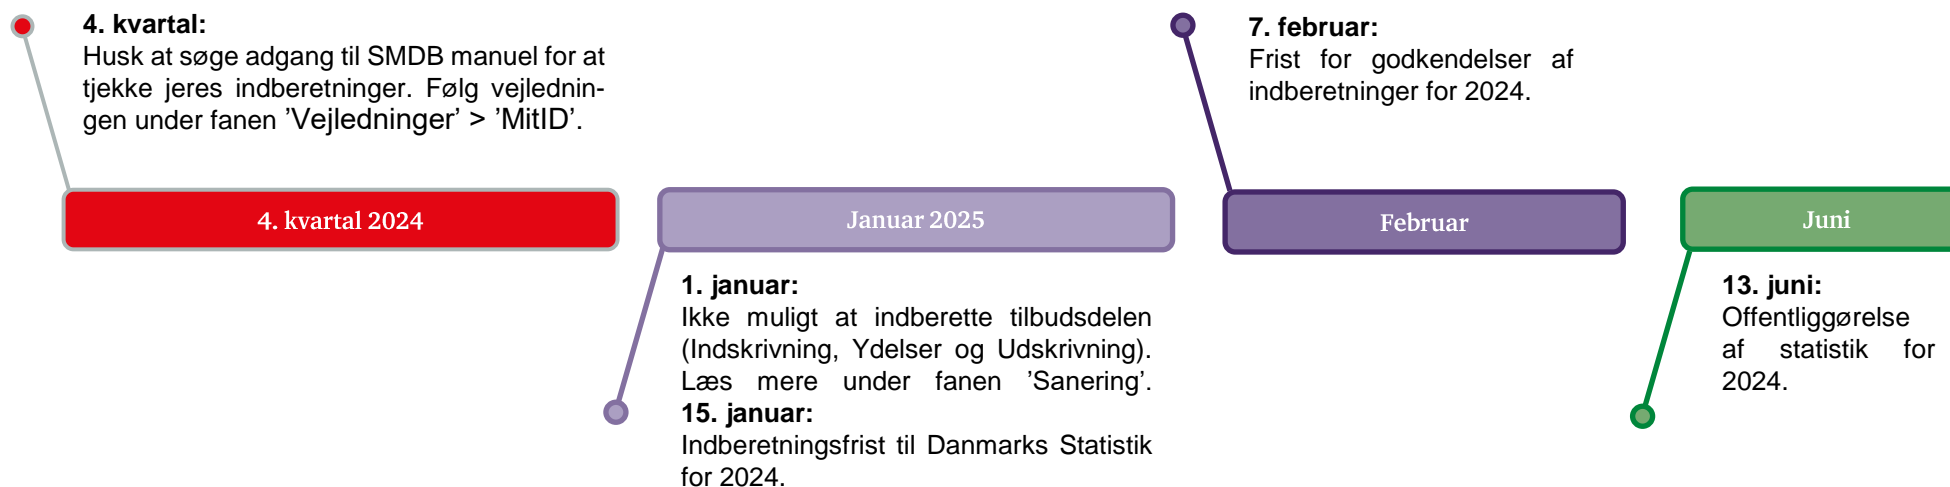 4. kvartal:
Husk at søge adgang til SMDB manuel for at
tjekke jeres indberetninger. Følg vejlednin-
gen under fanen ’Vejledninger’ > ’MitID’.
7. februar:
Frist for godkendelser af
indberetninger for 2024.
4. kvartal 2024
Januar 2025
Februar
Juni
1. januar:
Ikke muligt at indberette tilbudsdelen
(Indskrivning, Ydelser og Udskrivning).
Læs mere under fanen ’Sanering’.
15. januar:
Indberetningsfrist til Danmarks Statistik
for 2024.
13. juni:
Offentliggørelse
af statistik for
2024.